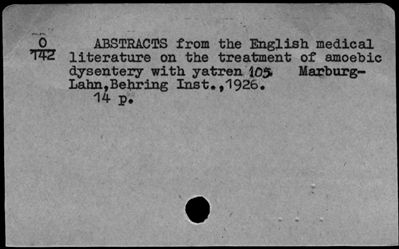 O
742
ABSTRACTS from the English medical
literature on the treatment of amoebic
dysentery with yatren 105. Marburg-
Lahn,Behring Inst.,1926.
14 p.